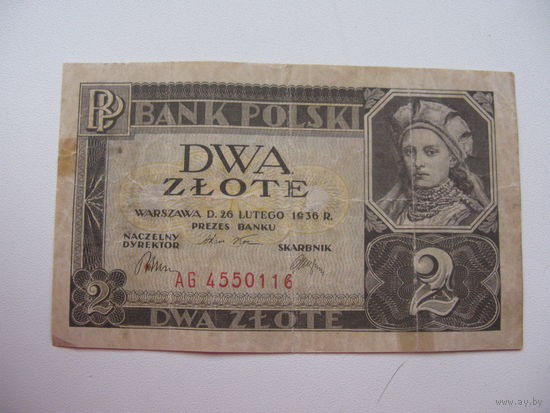 BP BANK POLSKI
DWA
ZŁOTE
WARSZAWA D. 26 LUTEGO 1936 R.
PREZES BANKU
NACZELNY
DYREKTOR
SKARBNIK
AG 4550116
2
2
DWA ZŁOTE
www.ay.by